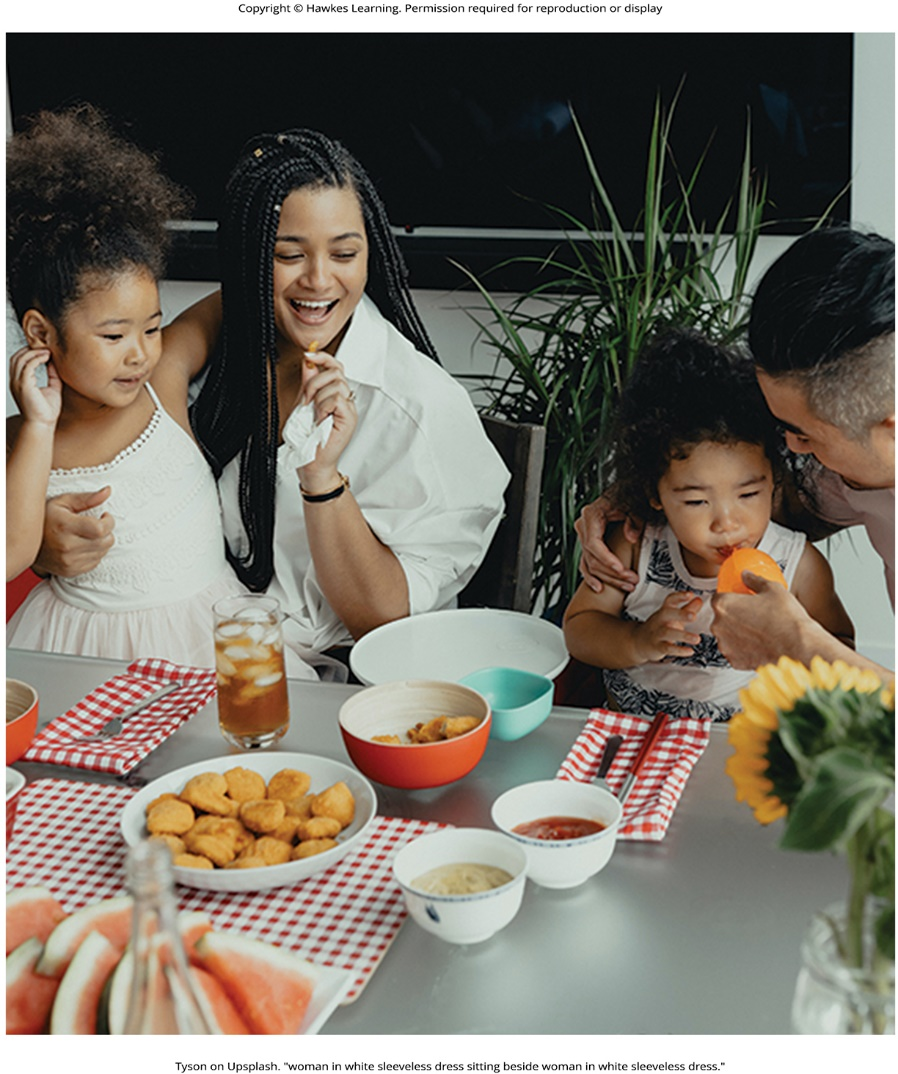 Copyright © Hawkes Learning. Permission required for reproduction or display
Tyson on Upsplash. "woman in white sleeveless dress sitting beside woman in white sleeveless dress."